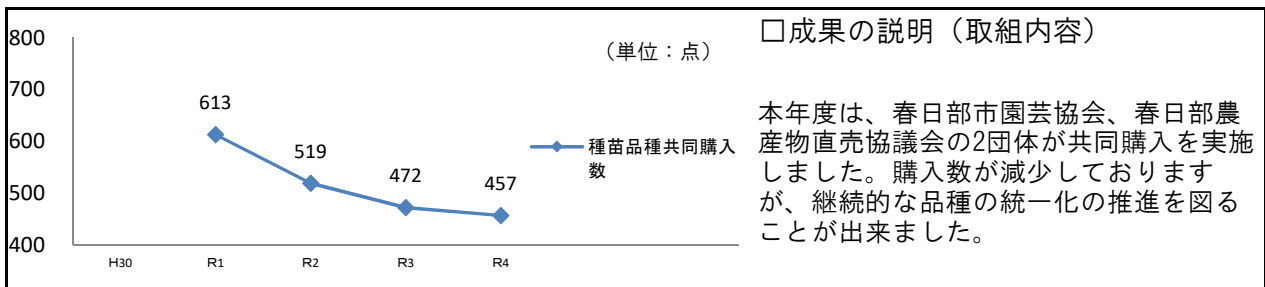 800
700
600
500
400
(単位：点)
613
519
472
457
種苗品種共同購入
数
H30
R1
R2
R3
R4
□成果の説明（取組内容）
本年度は、春日部市園芸協会、春日部農
産物直売協議会の2団体が共同購入を実施
しました。購入数が減少しております
が、継続的な品種の統一化の推進を図る
ことが出来ました。